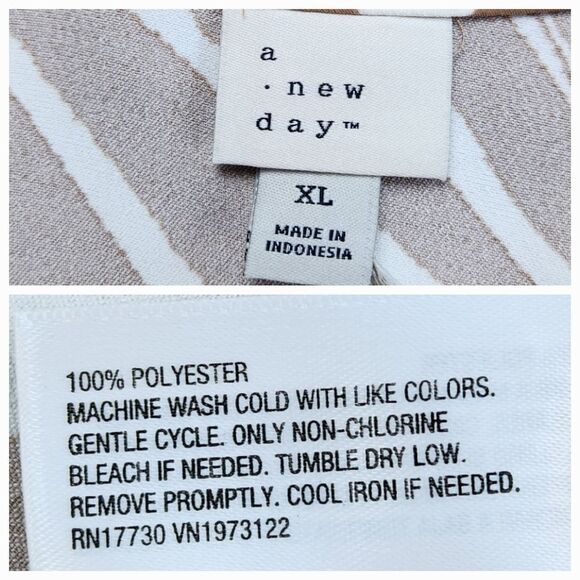 a
· new
day™
XL
MADE IN
INDONESIA
100% POLYESTER
MACHINE WASH COLD WITH LIKE COLORS.
GENTLE CYCLE. ONLY NON-CHLORINE
BLEACH IF NEEDED. TUMBLE DRY LOW.
REMOVE PROMPTLY. COOL IRON IF NEEDED.
RN17730 VN1973122